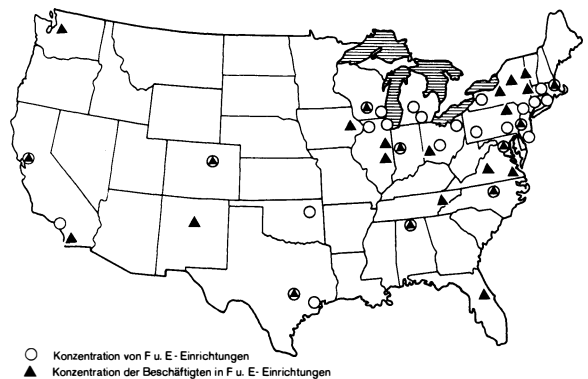 Konzentration von F u. E - Einrichtungen
Konzentration der Beschäftigten in F u. E - Einrichtungen